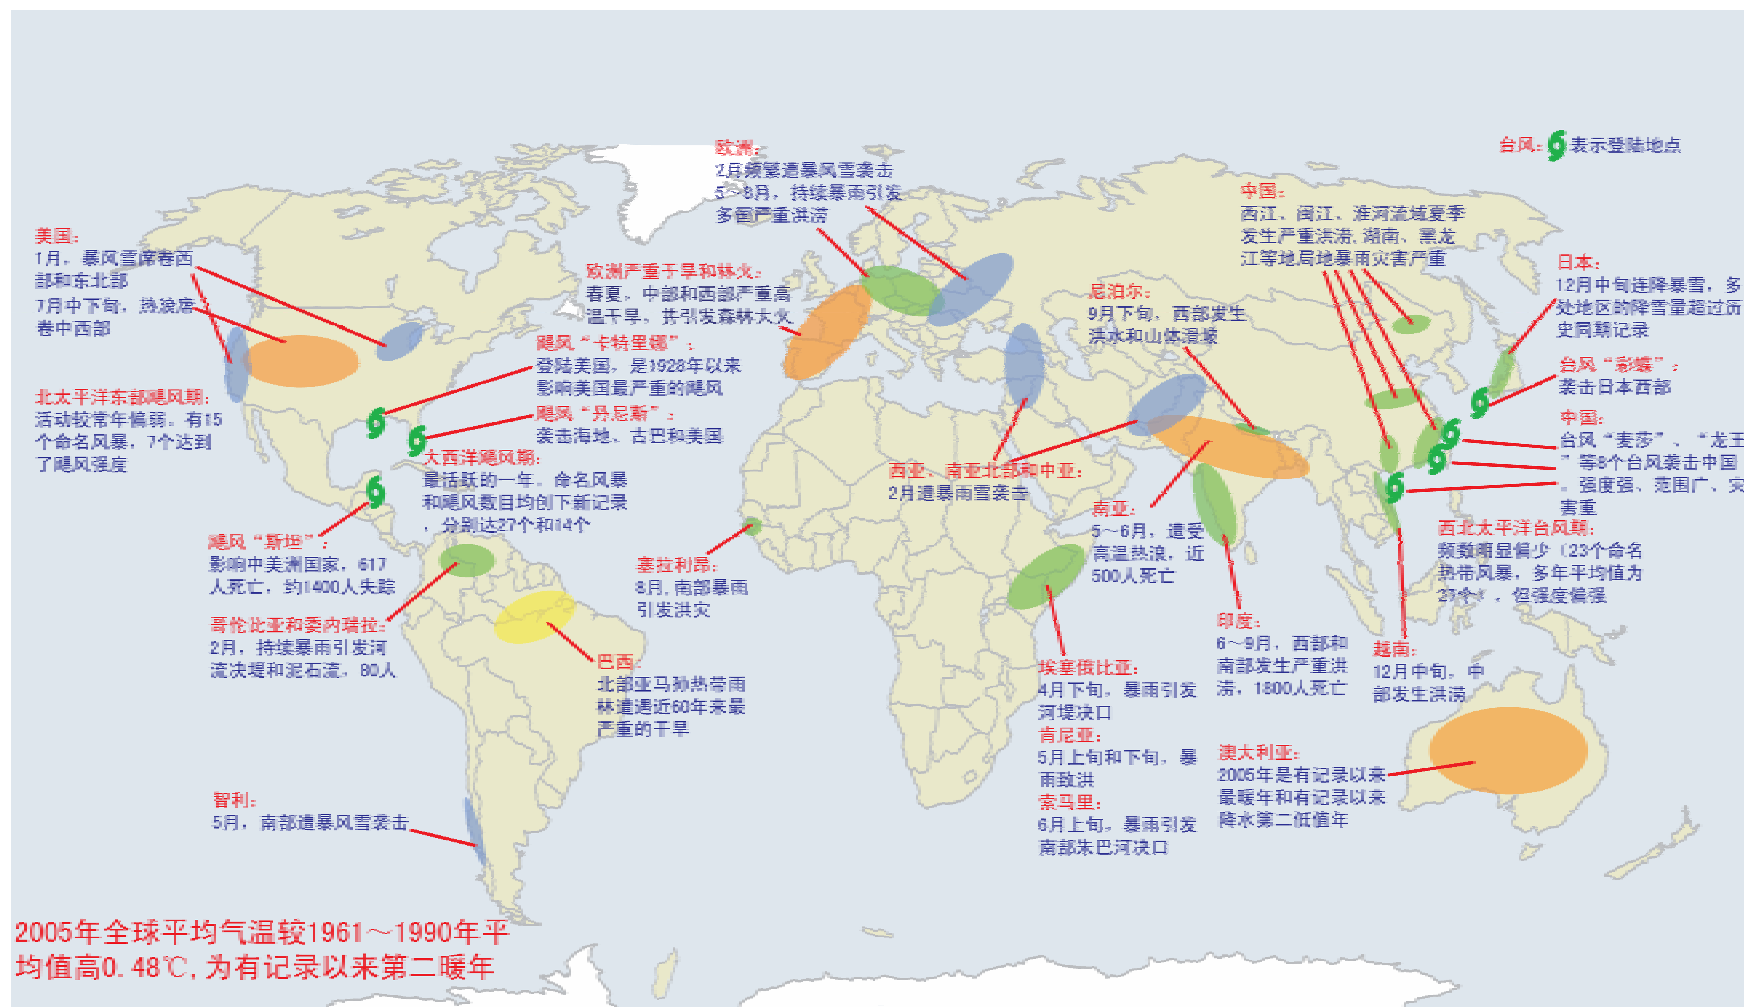 台风: 表示登陆地点
欧洲:
2月频繁遭暴风雪袭击
5～8月，持续暴雨引发
多国严重洪涝
中国:
西江、闽江、淮河流域夏季
发生严重洪涝,湖南、黑龙
江等地局地暴雨灾害严重
美国:
1月，暴风雪席卷西
部和东北部
7月中下旬，热浪席
卷中西部
欧洲严重干旱和林火:
春夏，中部和西部严重高
温干旱，共引发森林大火
尼泊尔:
9月下旬，西部发生
洪水和山体滑坡
日本:
12月中旬连降暴雪，多
处地区的降雪量超过历
史同期记录
飓风“卡特里娜”:
登陆美国，是1928年以来
影响美国最严重的飓风
台风“彩蝶”:
袭击日本西部
北太平洋东部飓风期:
活动较常年偏弱。有15
个命名风暴，7个达到
了飓风强度
飓风“丹尼斯”:
袭击海地、古巴和美国
中国:
台风“麦莎”、“龙王
”等8个台风袭击中国
。强度强、范围广、灾
害重
大西洋飓风期:
最活跃的一年。命名风暴
和飓风数目均创下新记录
，分别达27个和14个
西亚、南亚北部和中亚:
2月遭暴雨雪袭击
南亚:
5～6月，遭受
高温热浪，近
500人死亡
西北太平洋台风期:
频数明显偏少（23个命名
热带风暴，多年平均值为
27个），但强度偏强
飓风“斯坦”:
影响中美洲国家，617
人死亡，约1400人失踪
塞拉利昂:
8月,南部暴雨
引发洪灾
哥伦比亚和委内瑞拉:
2月，持续暴雨引发河
流决堤和泥石流，80人
印度:
6～9月，西部和
南部发生严重洪
涝，1800人死亡
越南:
12月中旬，中
部发生洪涝
巴西:
北部亚马孙热带雨
林遭遇近60年来最
严重的干旱
埃塞俄比亚:
4月下旬，暴雨引发
河堤决口
肯尼亚:
5月上旬和下旬，暴
雨致洪
索马里:
6月上旬，暴雨引发
南部朱巴河决口
澳大利亚:
2005年是有记录以来
最暖年和有记录以来
降水第二低值年
智利:
5月，南部遭暴风雪袭击
2005年全球平均气温较1961～1990年平
均值高0.48℃,为有记录以来第二暖年